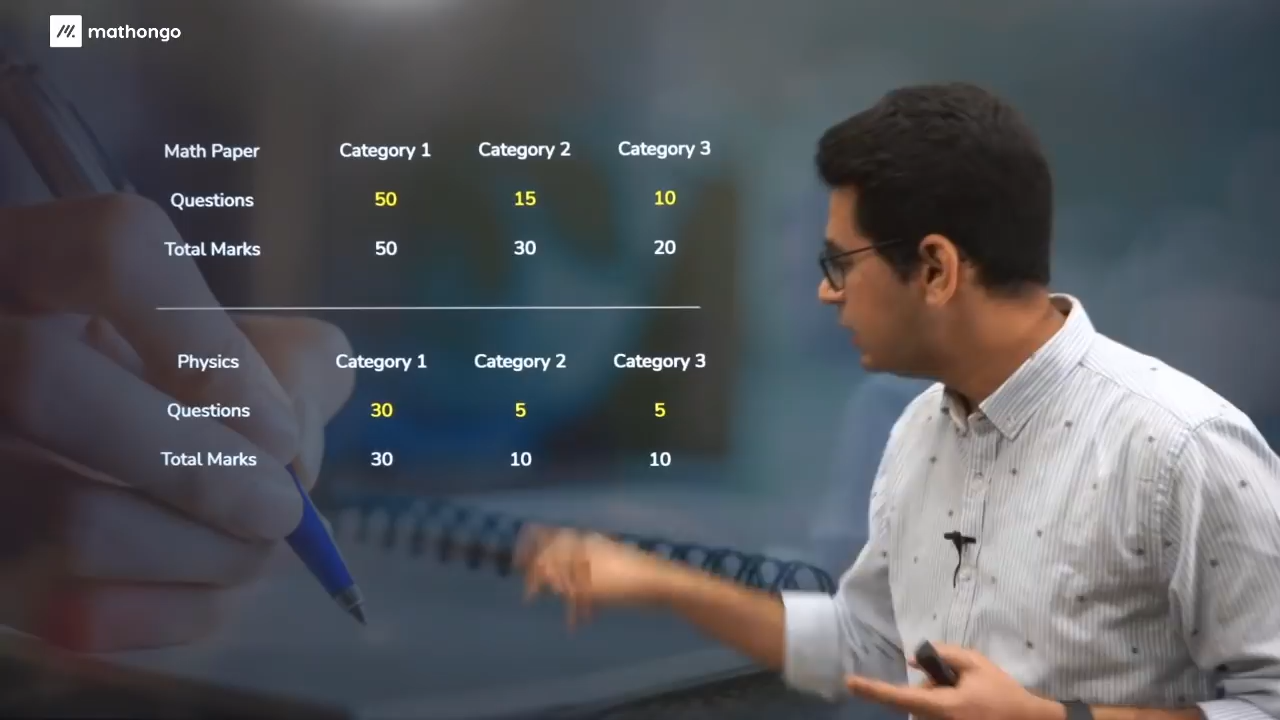 mathongo
Math Paper Category 1 Category 2 Category 3
Questions 50 15 10
Total Marks 50 30 20
Physics Category 1 Category 2 Category 3
Questions 30 5 5
Total Marks 30 10 10